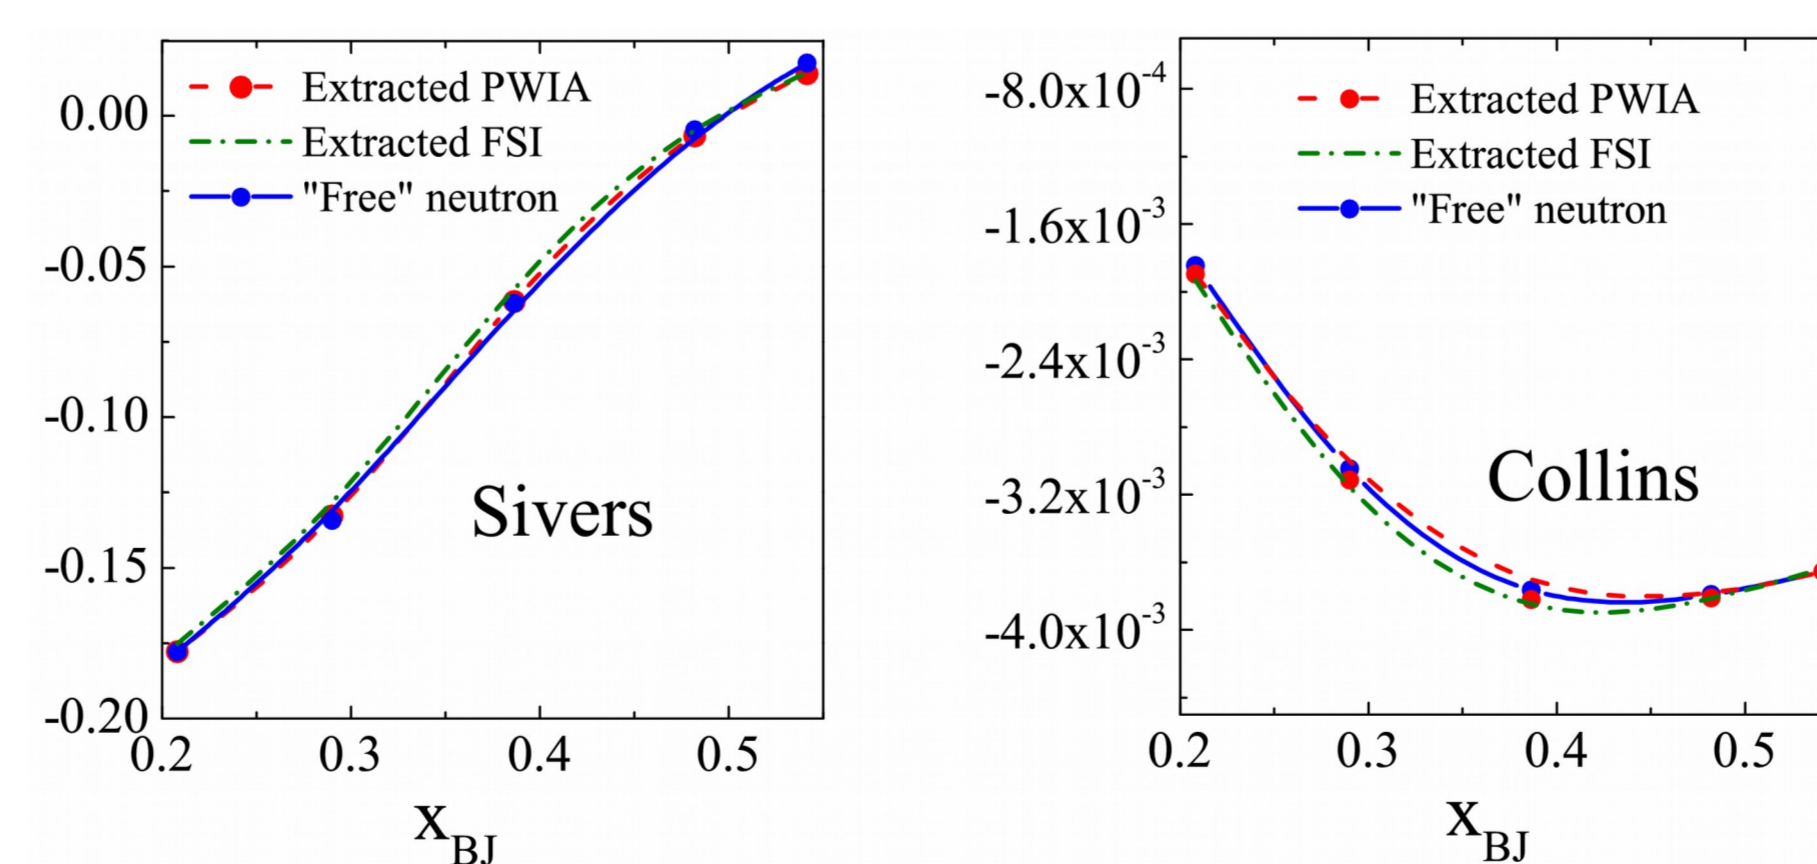 Extracted PWIA
Extracted FSI
"Free" neutron
0.00
-0.05
-0.10
-0.15
-0.20
Sivers
0.2 0.3 0.4 0.5
x_BJ
-8.0x10^-4
-1.6x10^-3
-2.4x10^-3
-3.2x10^-3
-4.0x10^-3
Extracted PWIA
Extracted FSI
"Free" neutron
Collins
0.2 0.3 0.4 0.5
x_BJ